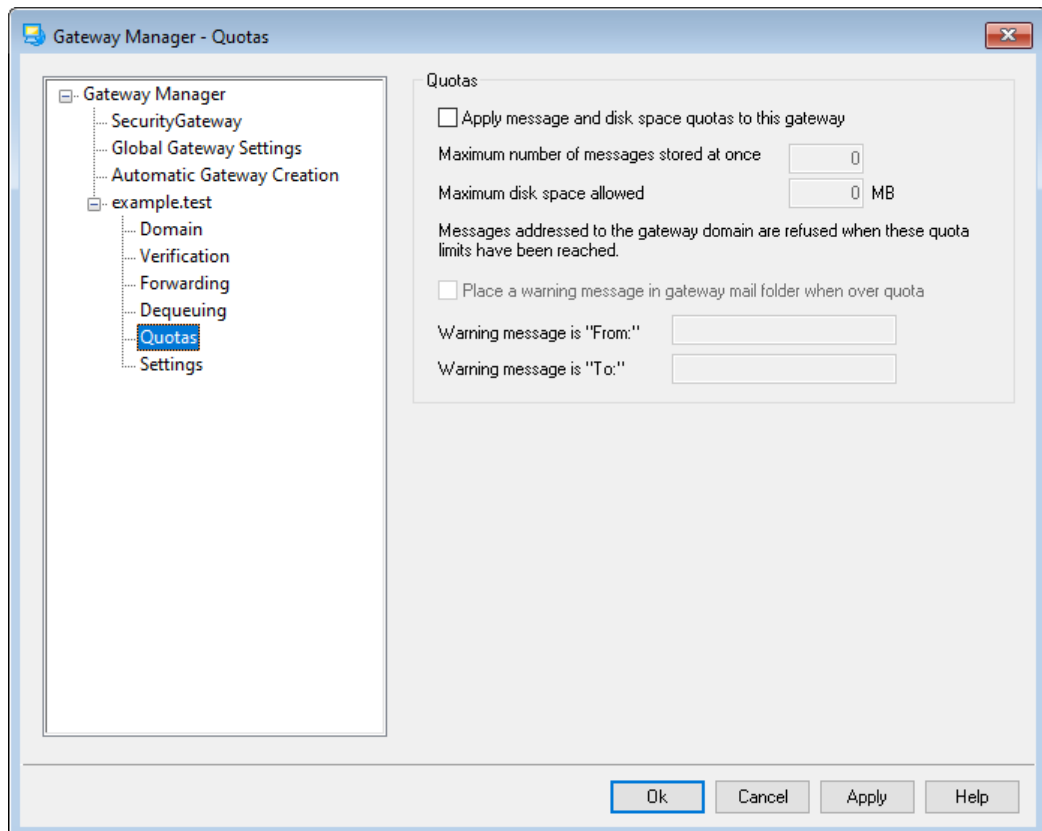 Gateway Manager - Quotas
Gateway Manager
SecurityGateway
Global Gateway Settings
Automatic Gateway Creation
example.test
Domain
Verification
Forwarding
Dequeuing
Quotas
Settings
Quotas
Apply message and disk space quotas to this gateway
Maximum number of messages stored at once 0
Maximum disk space allowed 0 MB
Messages addressed to the gateway domain are refused when these quota
limits have been reached.
Place a warning message in gateway mail folder when over quota
Warning message is "From:"
Warning message is "To:"
Ok Cancel Apply Help